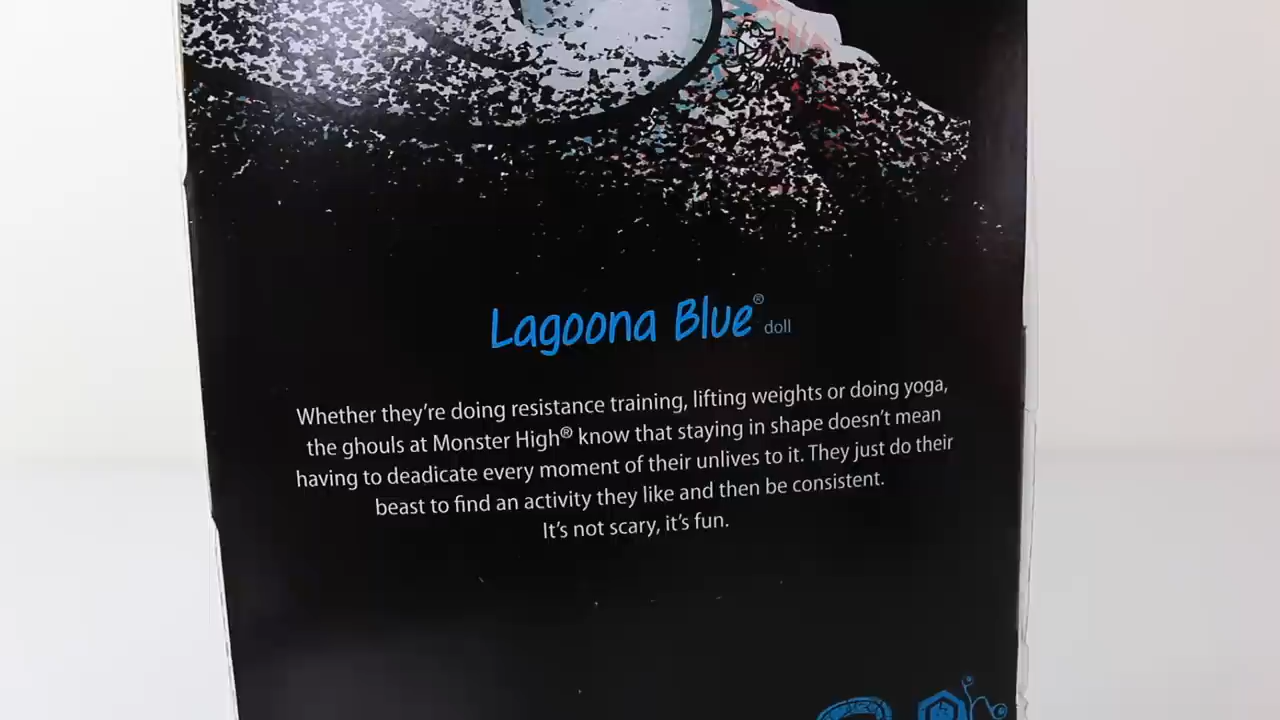 Lagoona Blue® doll
Whether they're doing resistance training, lifting weights or doing yoga,
the ghouls at Monster High® know that staying in shape doesn't mean
having to deadicate every moment of their unlives to it. They just do their
beast to find an activity they like and then be consistent.
It's not scary, it's fun.